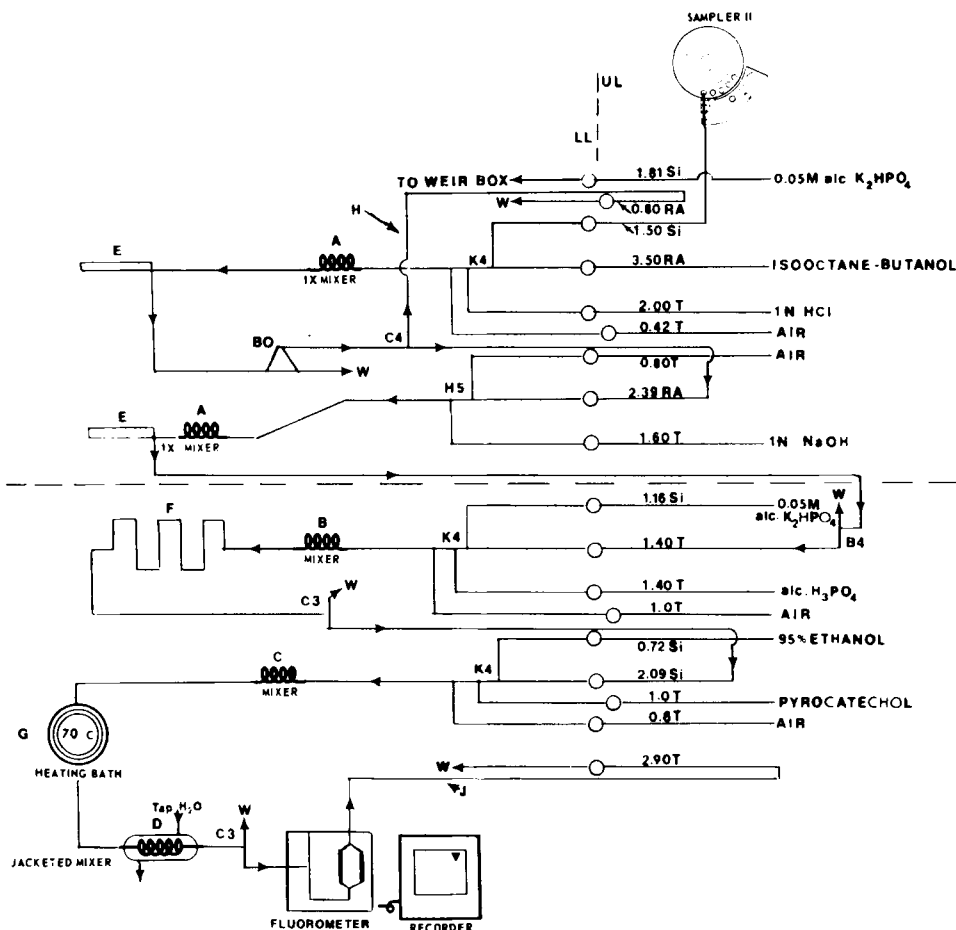 SAMPLER II
UL
LL
1.81 Si
TO WEIR BOX
0.05M alc K2HPO4
W
0.60 RA
H
1.50 Si
A
E
K4
3.50 RA
ISOOCTANE-BUTANOL
1X MIXER
2.00 T
1N HCl
0.42 T
AIR
BO
C4
AIR
W
0.80T
H5
2.39 RA
E
A
1X MIXER
1.60 T
1N NaOH
F
B
MIXER
K4
1.16 Si
0.05M
alc. K2HPO4
W
1.40 T
B4
C3
W
1.40 T
alc. H3PO4
1.0T
AIR
95% ETHANOL
0.72 Si
C
MIXER
K4
2.09 Si
1.0 T
PYROCATECHOL
0.6 T
AIR
G
70 C
HEATING BATH
W
2.90 T
J
Tap H2O
D
C3
W
JACKETED MIXER
FLUOROMETER
RECORDER